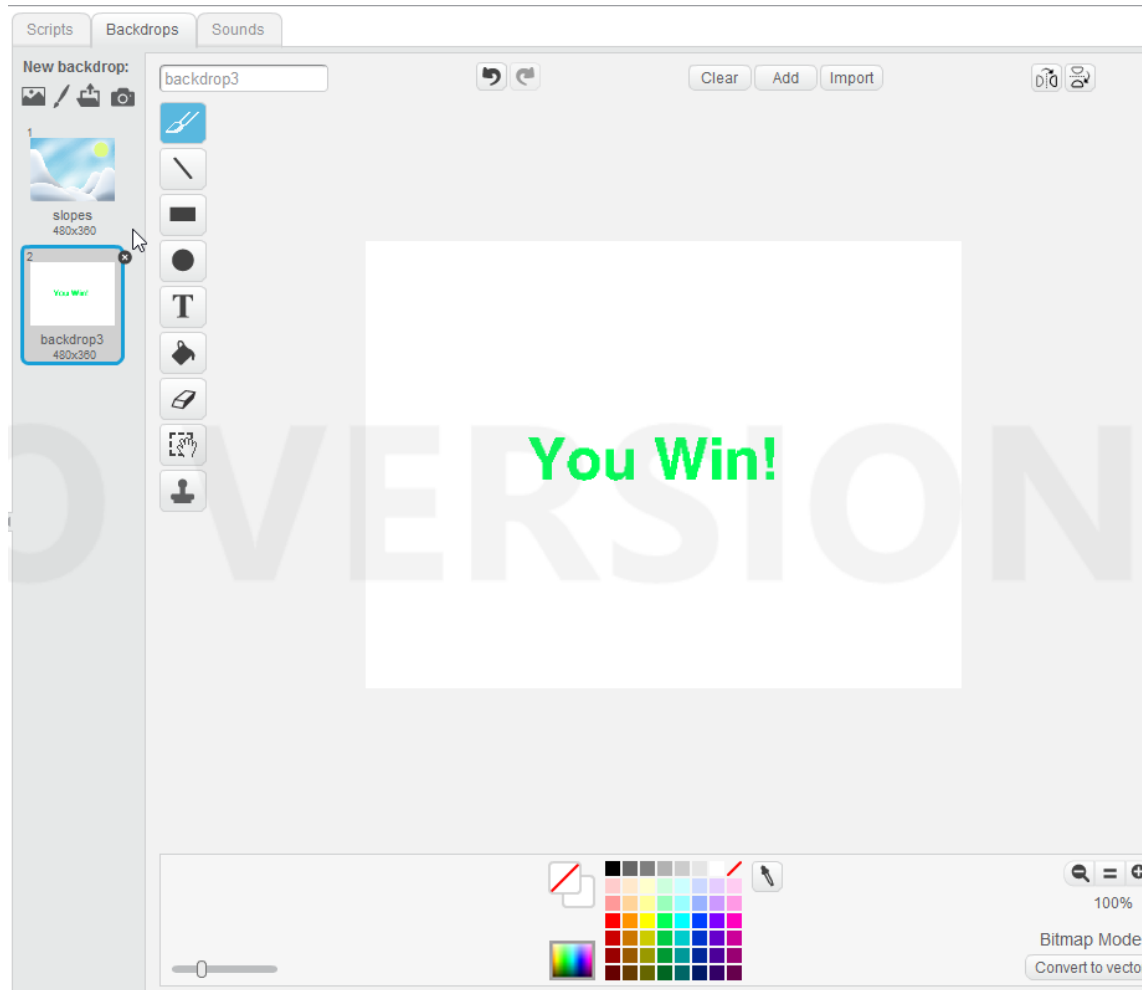 Scripts Backdrops Sounds
New backdrop:
backdrop3
Clear Add Import
1
slopes
480x360
2
You Win!
backdrop3
480x360
T
You Win!
O VERSION
100%
Bitmap Mode
Convert to vecto